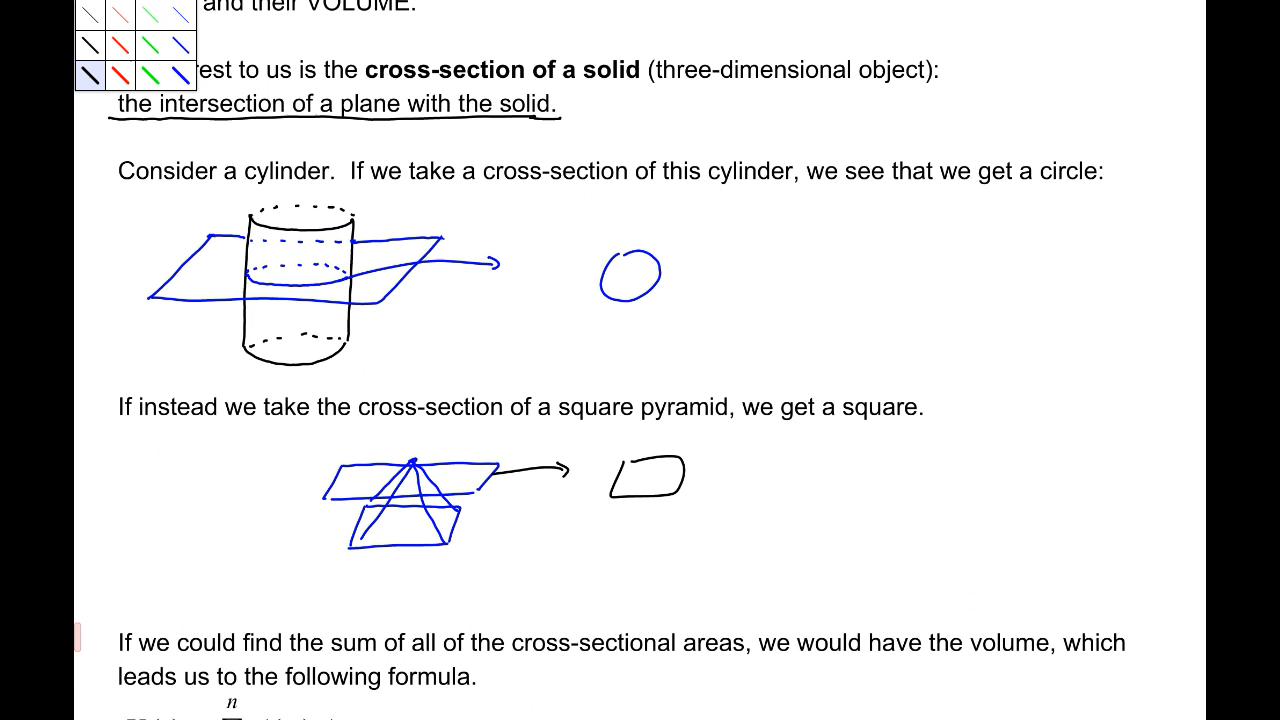 and their VOLUME.
rest to us is the cross-section of a solid (three-dimensional object):
the intersection of a plane with the solid.
Consider a cylinder. If we take a cross-section of this cylinder, we see that we get a circle:
If instead we take the cross-section of a square pyramid, we get a square.
If we could find the sum of all of the cross-sectional areas, we would have the volume, which
leads us to the following formula.
n